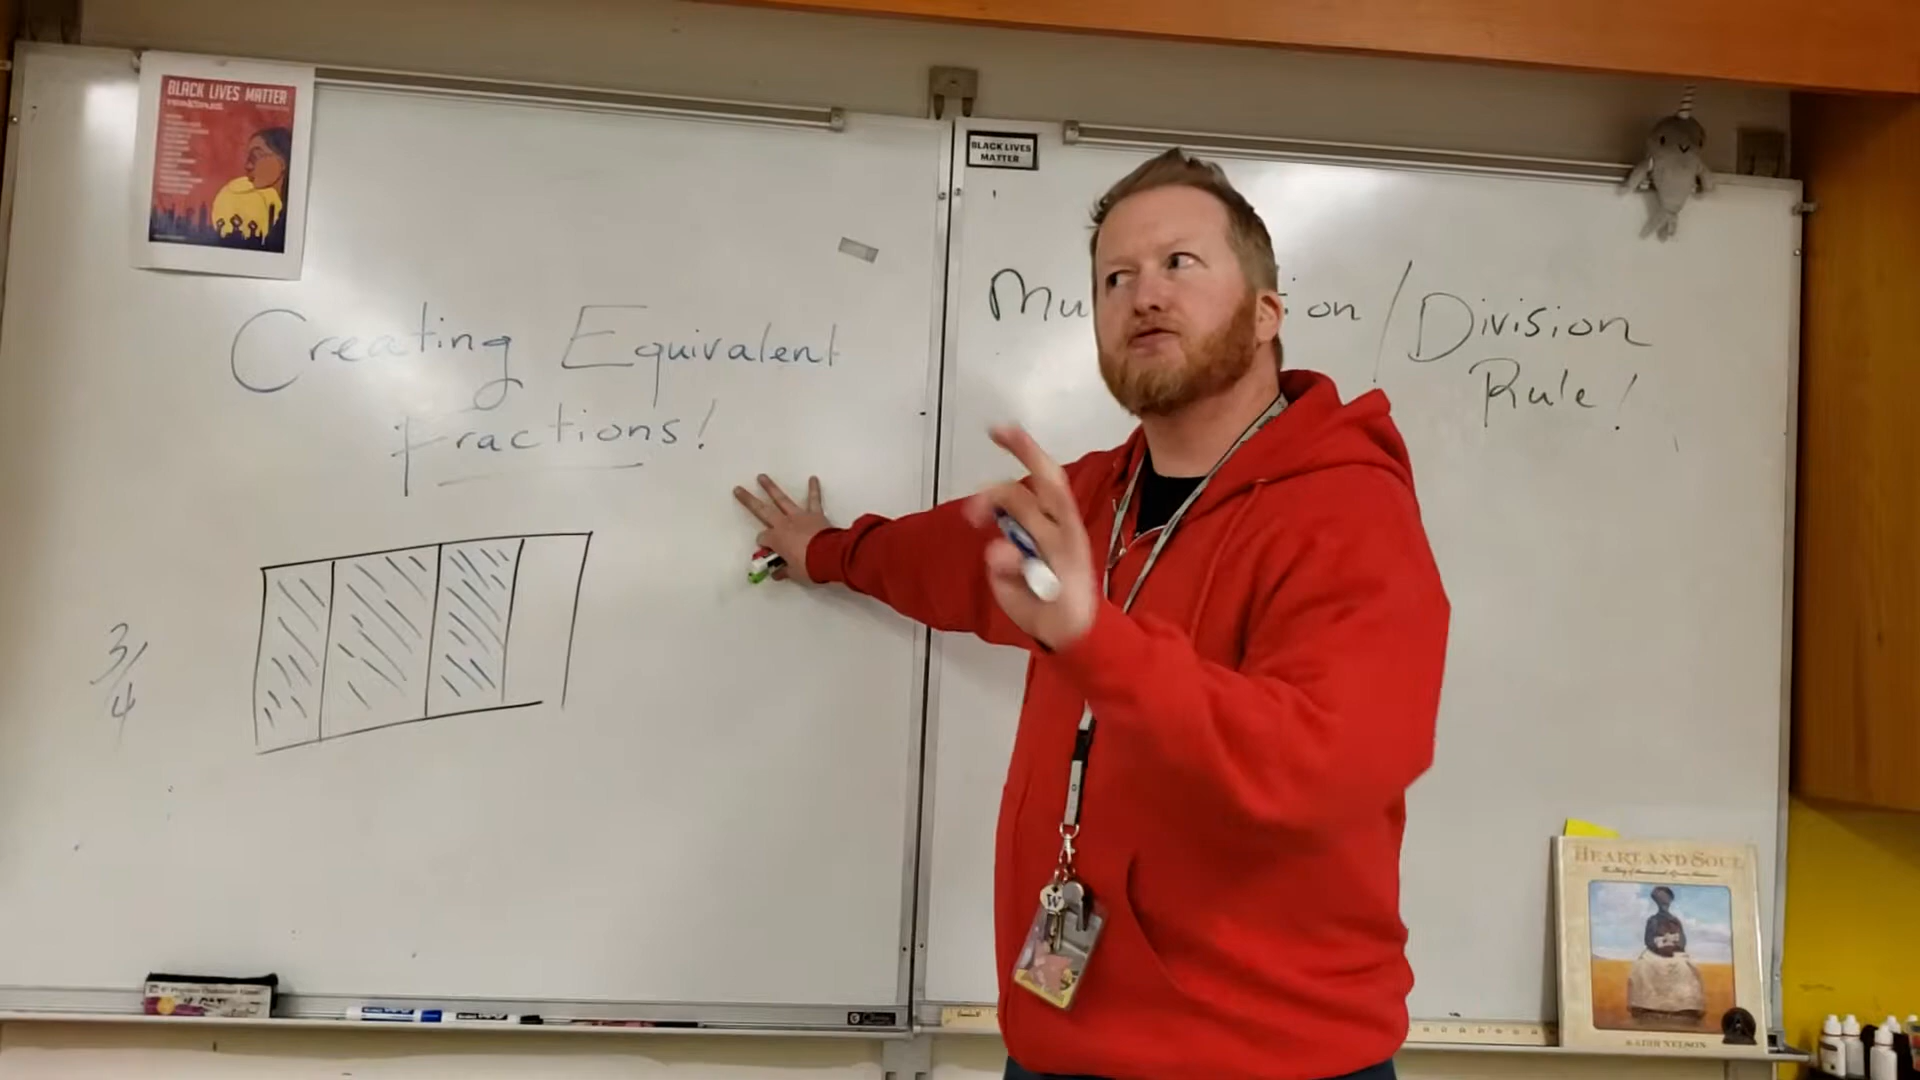 BLACK LIVES MATTER
BLACK LIVES
MATTER
Creating Equivalent
Fractions!
Mu on / Division
Rule!
3/4
W
HEART AND SOUL
KADIR NELSON